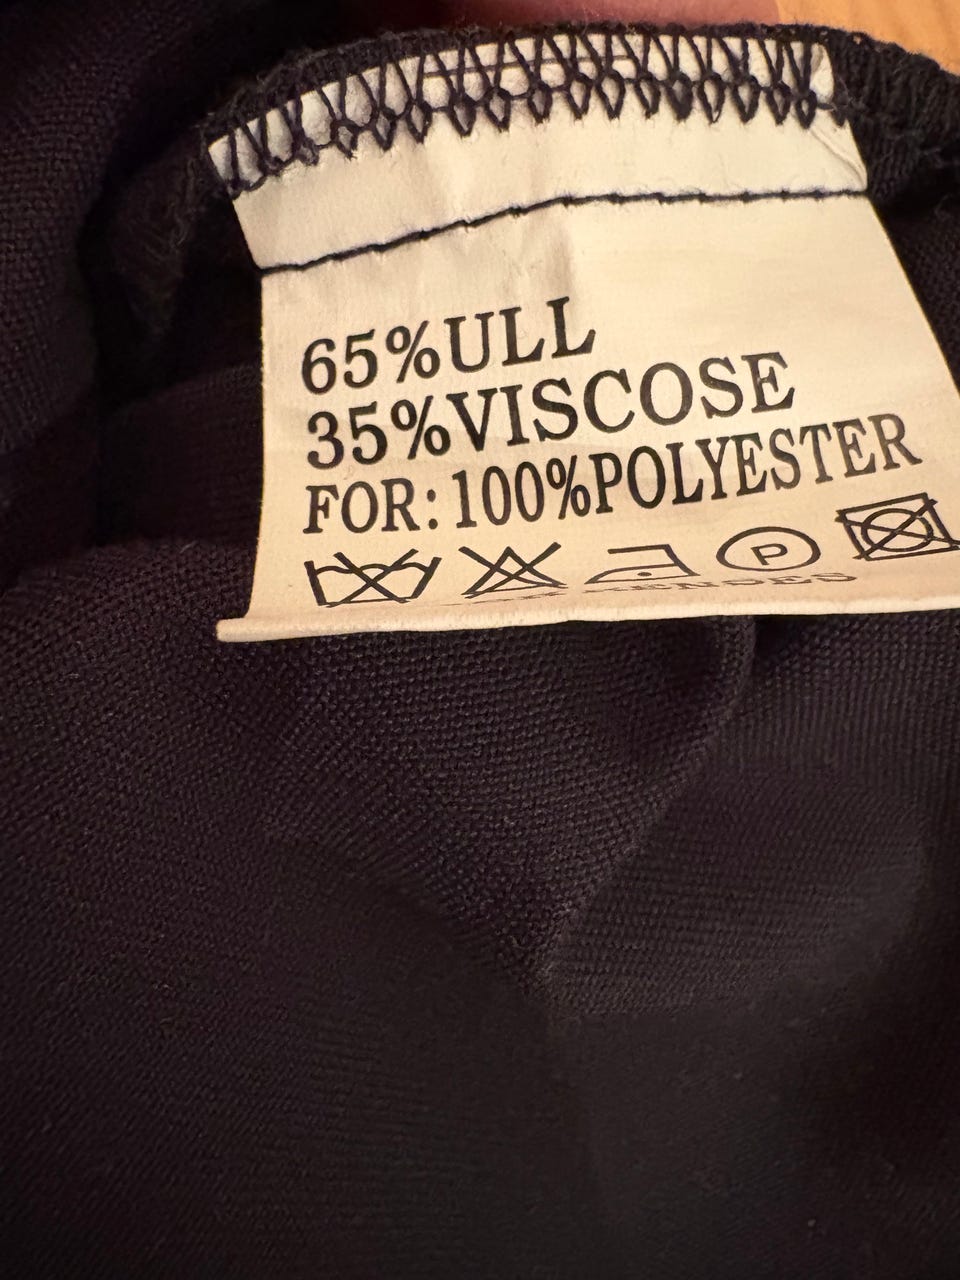 65%ULL
35%VISCOSE
FOR: 100%POLYESTER
P